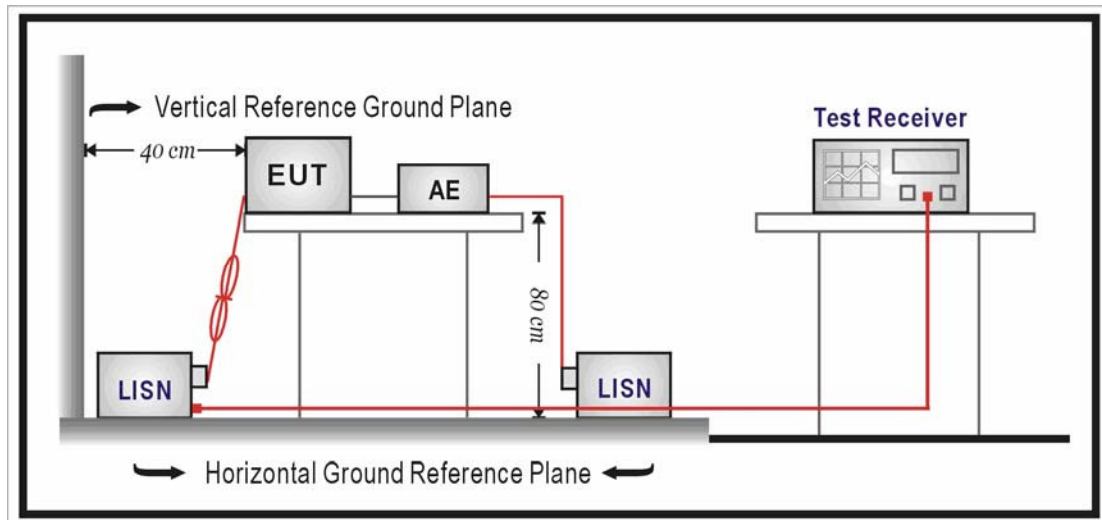 Vertical Reference Ground Plane
40 cm
EUT
AE
Test Receiver
80 cm
LISN
LISN
Horizontal Ground Reference Plane